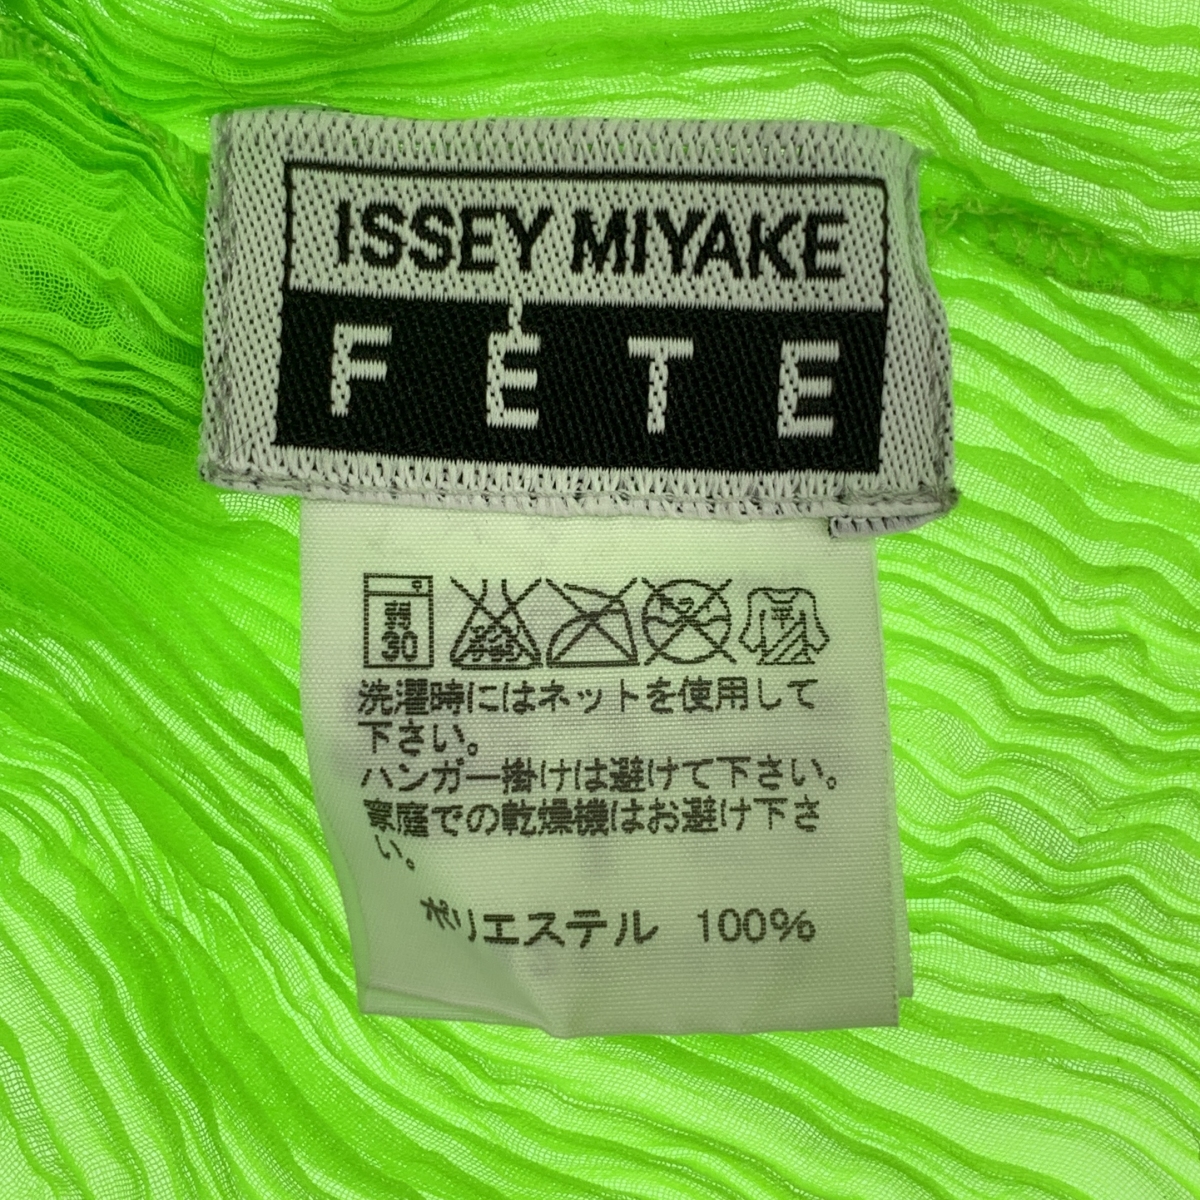 ISSEY MIYAKE
FÊTE
30
洗濯時にはネットを使用して
下さい。
ハンガー掛けは避けて下さい。
家庭での乾燥機はお避け下さ
い。
ポリエステル 100%